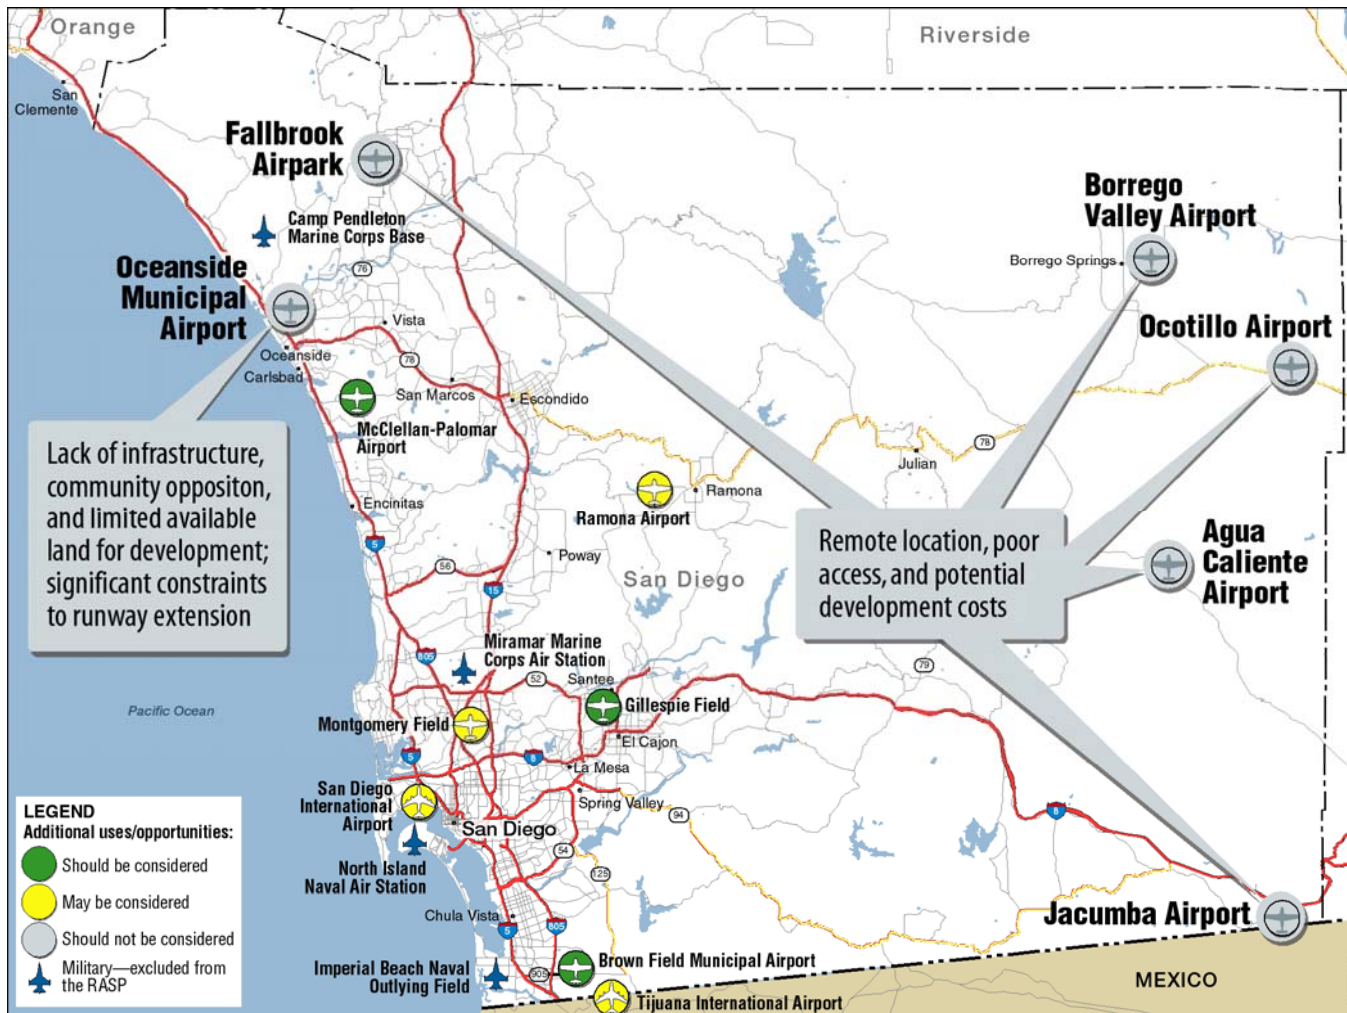 Orange
Riverside
San
Clemente
Fallbrook
Airpark
Borrego
Valley Airport
Camp Pendleton
Marine Corps Base
Borrego Springs
Oceanside
Municipal
Airport
76
Ocotillo Airport
Vista
Oceanside
Carlsbad
78
San Marcos
Escondido
McClellan-Palomar
Airport
78
Julian
Lack of infrastructure,
community oppositon,
and limited available
land for development;
significant constraints
to runway extension
Encinitas
Ramona
Ramona Airport
Remote location, poor
access, and potential
development costs
Agua
Caliente
Airport
5
Poway
56
San Diego
15
805
Miramar Marine
Corps Air Station
52
Santee
79
Pacific Ocean
Montgomery Field
Gillespie Field
El Cajon
5
8
La Mesa
San Diego
International
Airport
Spring Valley
94
8
San Diego
North Island
Naval Air Station
54
125
Chula Vista
5
805
Jacumba Airport
Imperial Beach Naval
Outlying Field
905
Brown Field Municipal Airport
Tijuana International Airport
MEXICO
LEGEND
Additional uses/opportunities:
Should be considered
May be considered
Should not be considered
Military—excluded from
the RASP